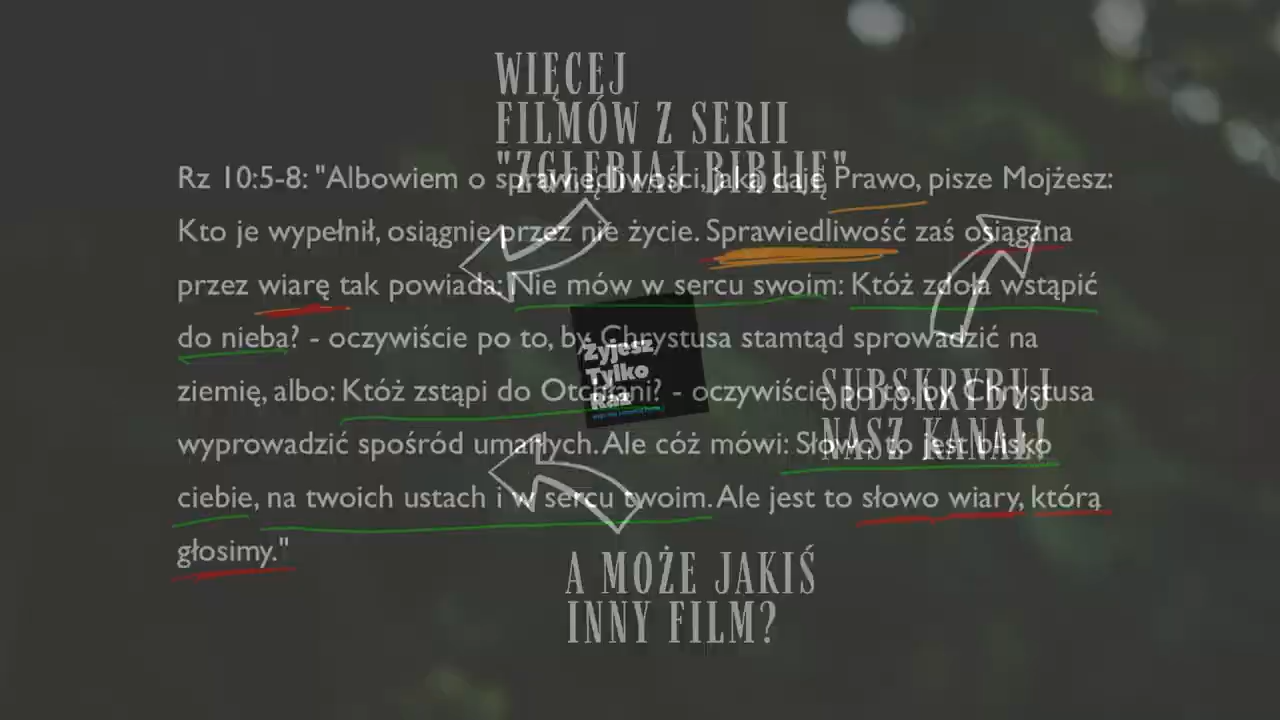 WIĘCEJ
FILMÓW Z SERII
"ZGŁĘBIAJ BIBLIĘ"
Rz 10:5-8: "Albowiem o sprawiedliwości, jaką daje Prawo, pisze Mojżesz:
Kto je wypełnił, osiągnie przez nie życie. Sprawiedliwość zaś osiągana
przez wiarę tak powiada: Nie mów w sercu swoim: Któż zdoła wstąpić
do nieba? - oczywiście po to, by Chrystusa stamtąd sprowadzić na
ziemię, albo: Któż zstąpi do Otchłani? - oczywiście po to, by Chrystusa
wyprowadzić spośród umarłych. Ale cóż mówi: Słowo to jest blisko
ciebie, na twoich ustach i w sercu twoim. Ale jest to słowo wiary, którą
głosimy."
Żyjesz
Tylko
Raz
SUBSKRYBUJ
NASZ KANAŁ!
A MOŻE JAKIŚ
INNY FILM?